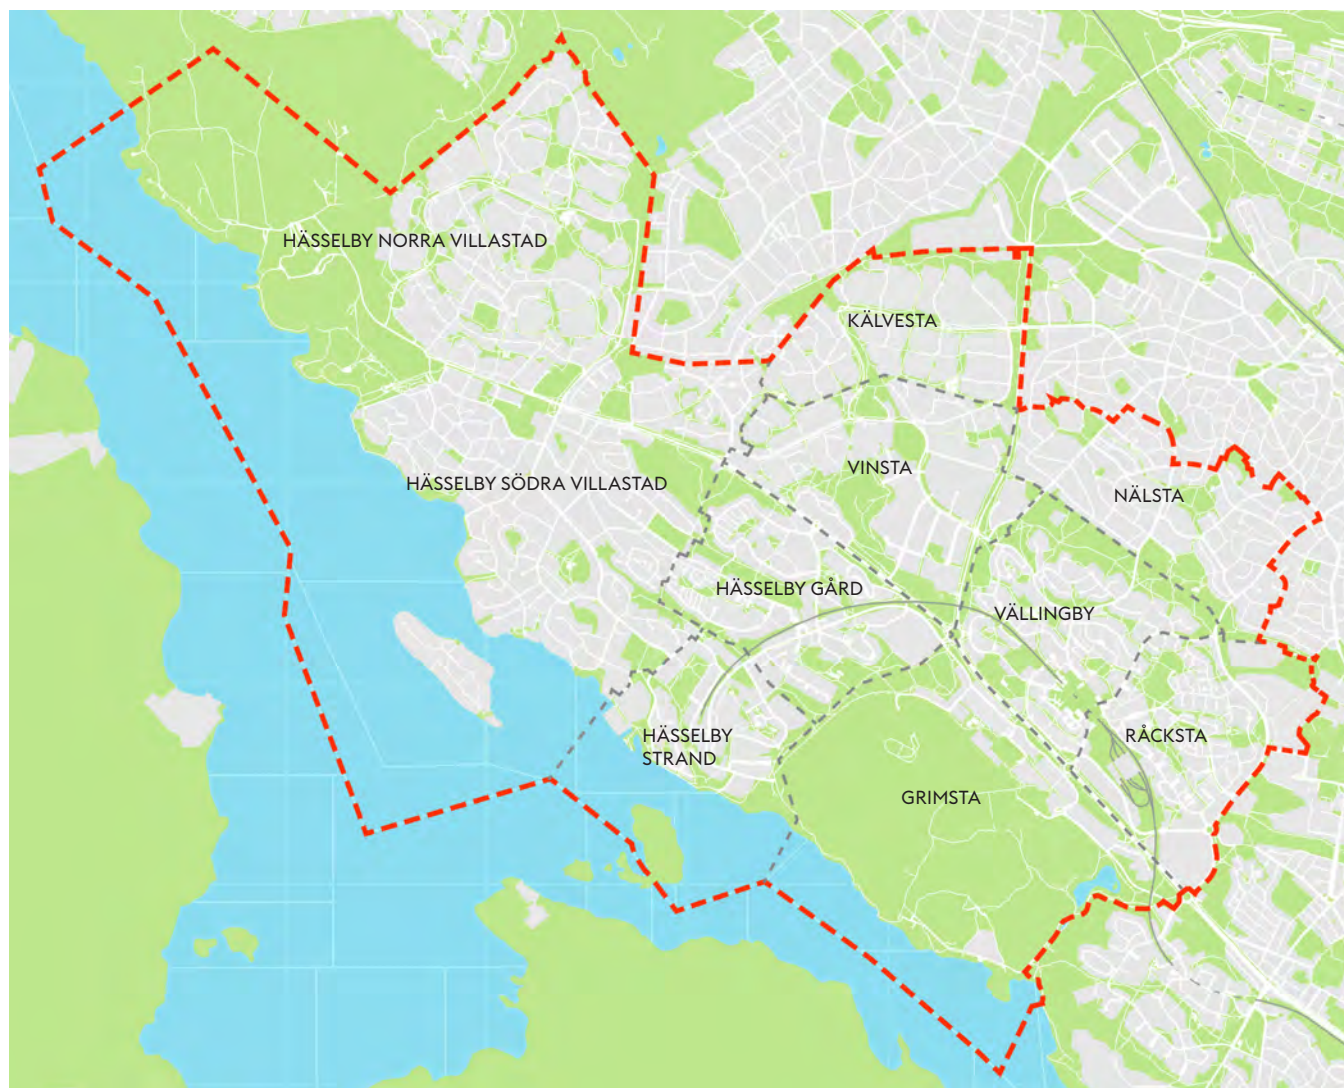 HÄSSELBY NORRA VILLASTAD
KÄLVESTA
VINSTA
HÄSSELBY SÖDRA VILLASTAD
NÄLSTA
HÄSSELBY GÅRD
VÄLLINGBY
HÄSSELBY
STRAND
RÅCKSTA
GRIMSTA